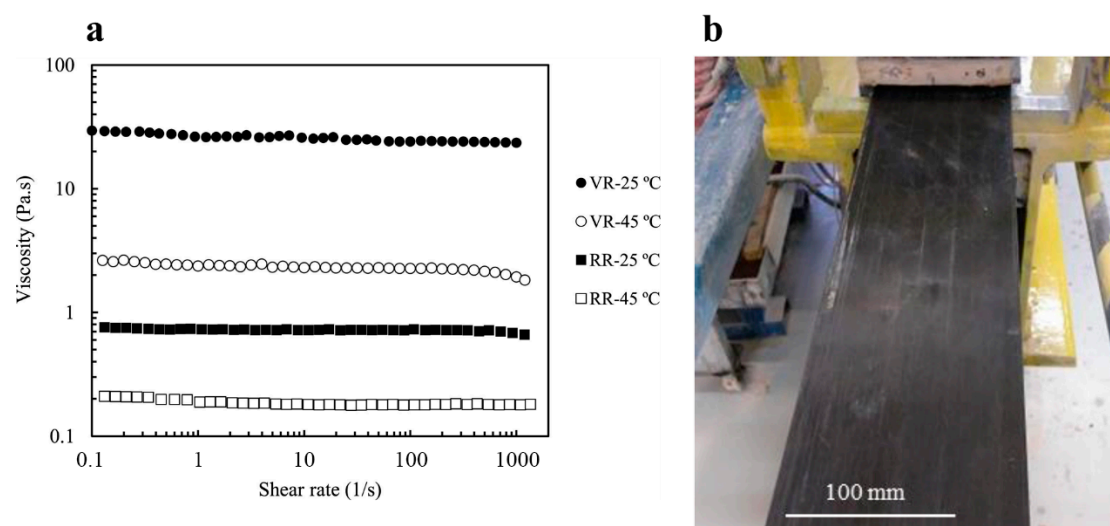 a
b
100
10
1
0.1
0.1
1
10
100
1000
Viscosity (Pa.s)
Shear rate (1/s)
VR-25 ºC
VR-45 ºC
RR-25 ºC
RR-45 ºC
100 mm